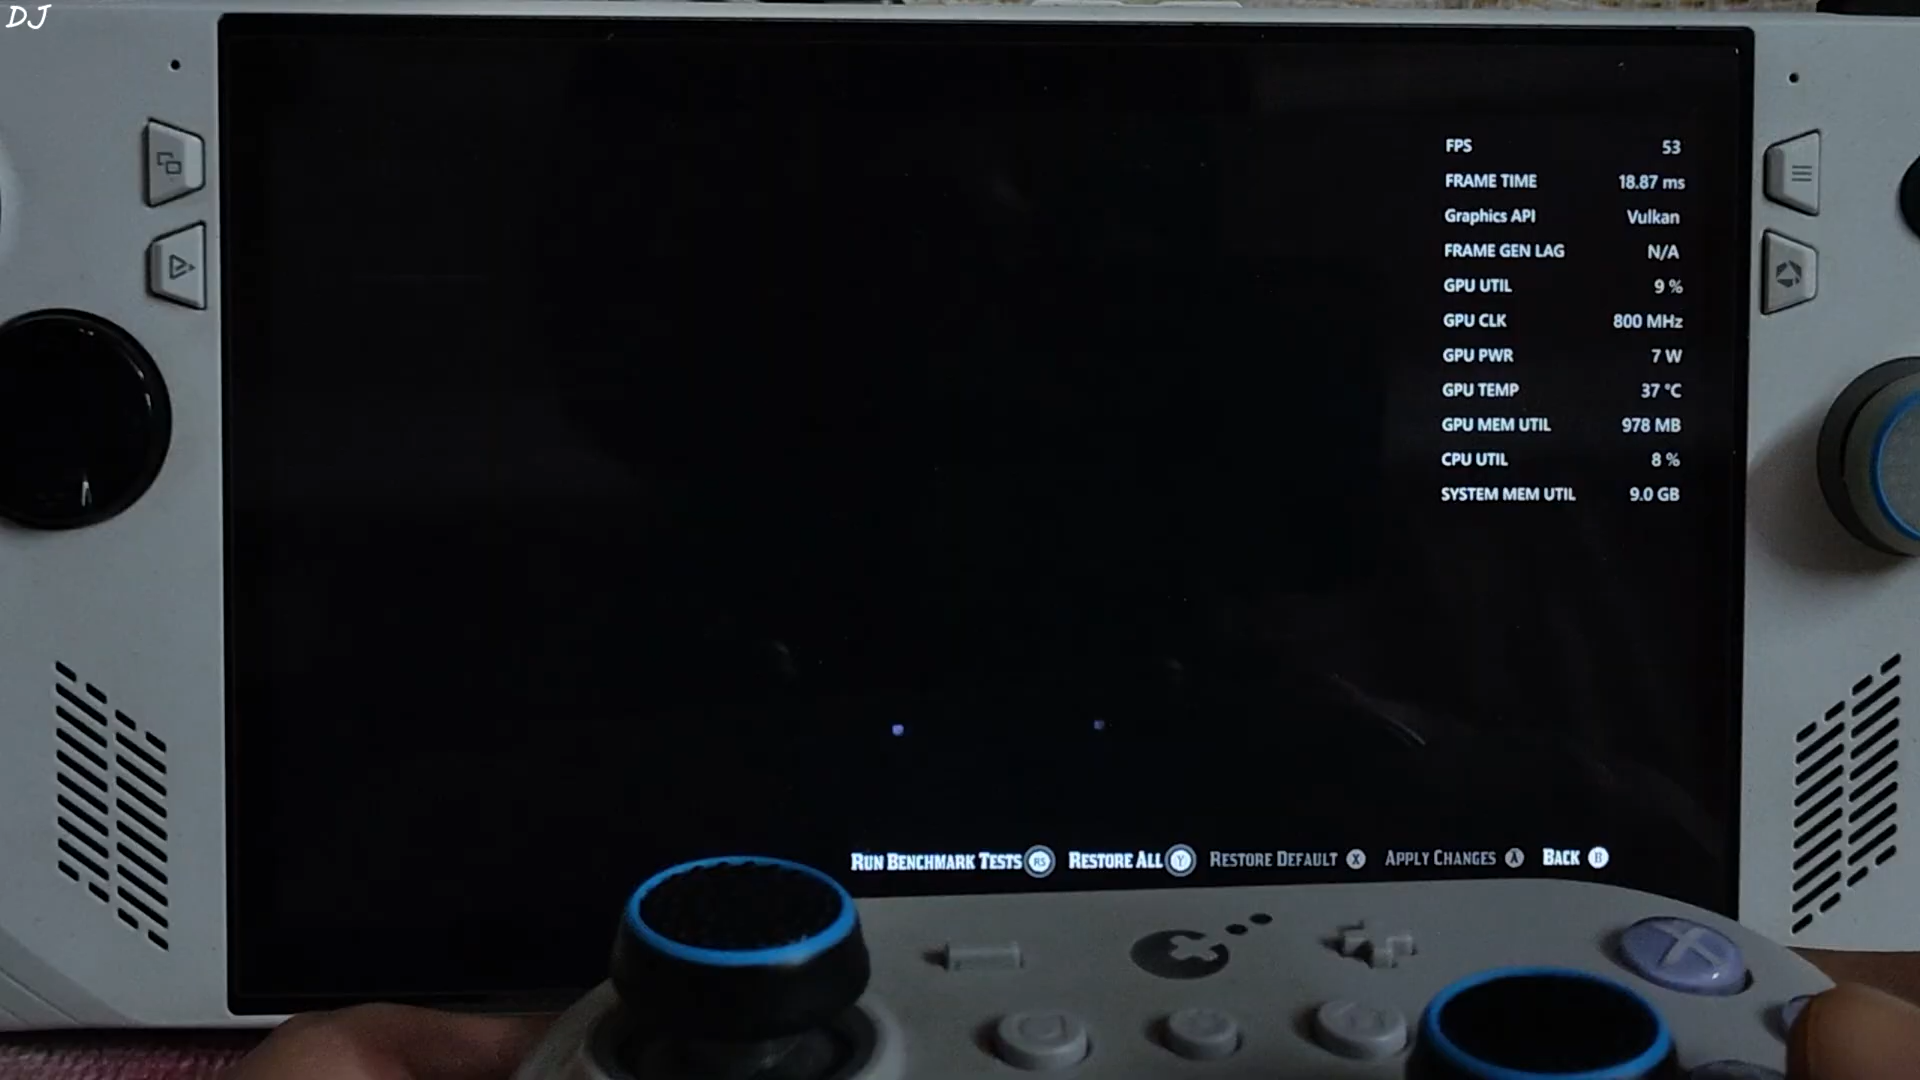 DJ
FPS 53
FRAME TIME 18.87 ms
Graphics API Vulkan
FRAME GEN LAG N/A
GPU UTIL 9 %
GPU CLK 800 MHz
GPU PWR 7 W
GPU TEMP 37 °C
GPU MEM UTIL 978 MB
CPU UTIL 8 %
SYSTEM MEM UTIL 9.0 GB
RUN BENCHMARK TESTS RS RESTORE ALL Y RESTORE DEFAULT X APPLY CHANGES A BACK B